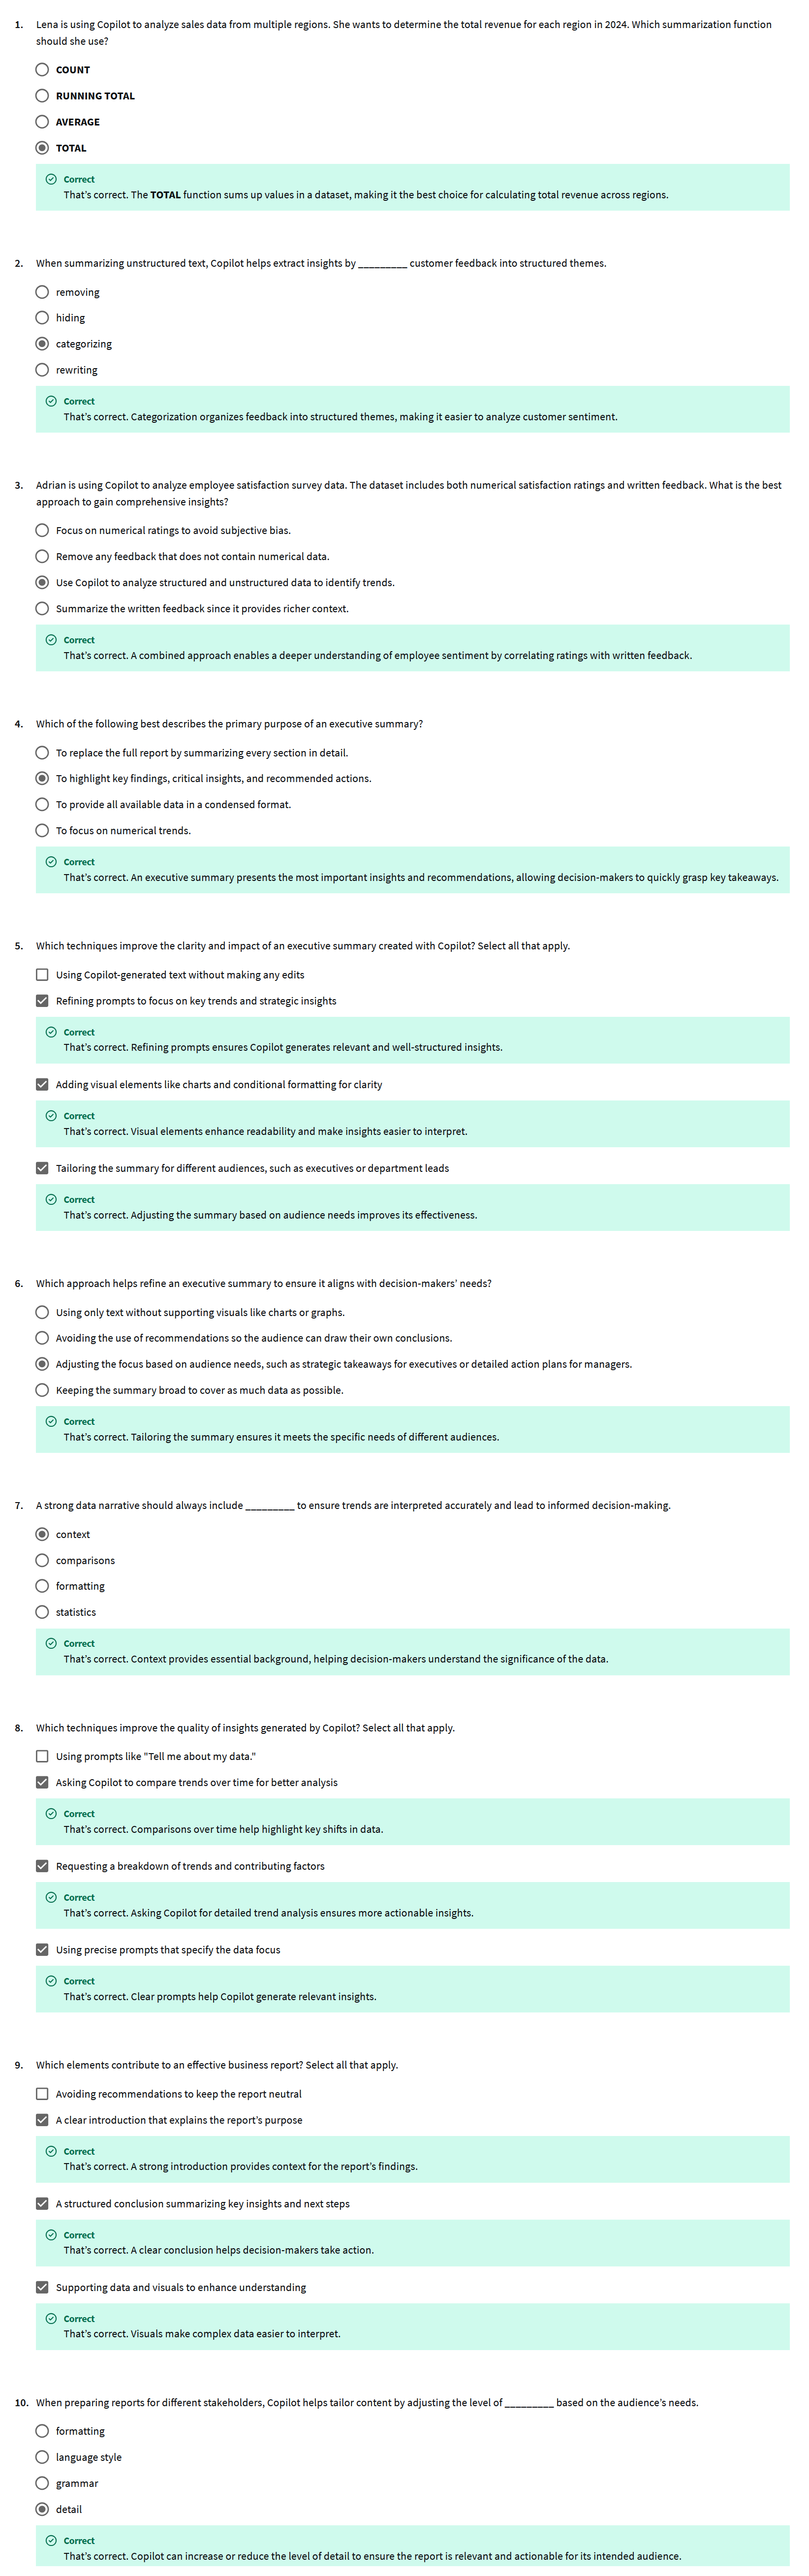 1. Lena is using Copilot to analyze sales data from multiple regions. She wants to determine the total revenue for each region in 2024. Which summarization function
should she use?
COUNT
RUNNING TOTAL
AVERAGE
TOTAL
Correct
That's correct. The TOTAL function sums up values in a dataset, making it the best choice for calculating total revenue across regions.
2. When summarizing unstructured text, Copilot helps extract insights by _________ customer feedback into structured themes.
removing
hiding
categorizing
rewriting
Correct
That's correct. Categorization organizes feedback into structured themes, making it easier to analyze customer sentiment.
3. Adrian is using Copilot to analyze employee satisfaction survey data. The dataset includes both numerical satisfaction ratings and written feedback. What is the best
approach to gain comprehensive insights?
Focus on numerical ratings to avoid subjective bias.
Remove any feedback that does not contain numerical data.
Use Copilot to analyze structured and unstructured data to identify trends.
Summarize the written feedback since it provides richer context.
Correct
That's correct. A combined approach enables a deeper understanding of employee sentiment by correlating ratings with written feedback.
4. Which of the following best describes the primary purpose of an executive summary?
To replace the full report by summarizing every section in detail.
To highlight key findings, critical insights, and recommended actions.
To provide all available data in a condensed format.
To focus on numerical trends.
Correct
That's correct. An executive summary presents the most important insights and recommendations, allowing decision-makers to quickly grasp key takeaways.
5. Which techniques improve the clarity and impact of an executive summary created with Copilot? Select all that apply.
Using Copilot-generated text without making any edits
Refining prompts to focus on key trends and strategic insights
Correct
That's correct. Refining prompts ensures Copilot generates relevant and well-structured insights.
Adding visual elements like charts and conditional formatting for clarity
Correct
That's correct. Visual elements enhance readability and make insights easier to interpret.
Tailoring the summary for different audiences, such as executives or department leads
Correct
That's correct. Adjusting the summary based on audience needs improves its effectiveness.
6. Which approach helps refine an executive summary to ensure it aligns with decision-makers' needs?
Using only text without supporting visuals like charts or graphs.
Avoiding the use of recommendations so the audience can draw their own conclusions.
Adjusting the focus based on audience needs, such as strategic takeaways for executives or detailed action plans for managers.
Keeping the summary broad to cover as much data as possible.
Correct
That's correct. Tailoring the summary ensures it meets the specific needs of different audiences.
7. A strong data narrative should always include _________ to ensure trends are interpreted accurately and lead to informed decision-making.
context
comparisons
formatting
statistics
Correct
That's correct. Context provides essential background, helping decision-makers understand the significance of the data.
8. Which techniques improve the quality of insights generated by Copilot? Select all that apply.
Using prompts like "Tell me about my data."
Asking Copilot to compare trends over time for better analysis
Correct
That's correct. Comparisons over time help highlight key shifts in data.
Requesting a breakdown of trends and contributing factors
Correct
That's correct. Asking Copilot for detailed trend analysis ensures more actionable insights.
Using precise prompts that specify the data focus
Correct
That's correct. Clear prompts help Copilot generate relevant insights.
9. Which elements contribute to an effective business report? Select all that apply.
Avoiding recommendations to keep the report neutral
A clear introduction that explains the report's purpose
Correct
That's correct. A strong introduction provides context for the report's findings.
A structured conclusion summarizing key insights and next steps
Correct
That's correct. A clear conclusion helps decision-makers take action.
Supporting data and visuals to enhance understanding
Correct
That's correct. Visuals make complex data easier to interpret.
10. When preparing reports for different stakeholders, Copilot helps tailor content by adjusting the level of _________ based on the audience's needs.
formatting
language style
grammar
detail
Correct
That's correct. Copilot can increase or reduce the level of detail to ensure the report is relevant and actionable for its intended audience.